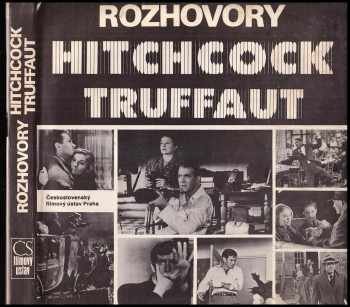 ROZHOVORY
HITCHCOCK
TRUFFAUT
ROZHOVORY HITCHCOCK
TRUFFAUT
Československý
filmový ústav Praha
ČS
filmový
ústav